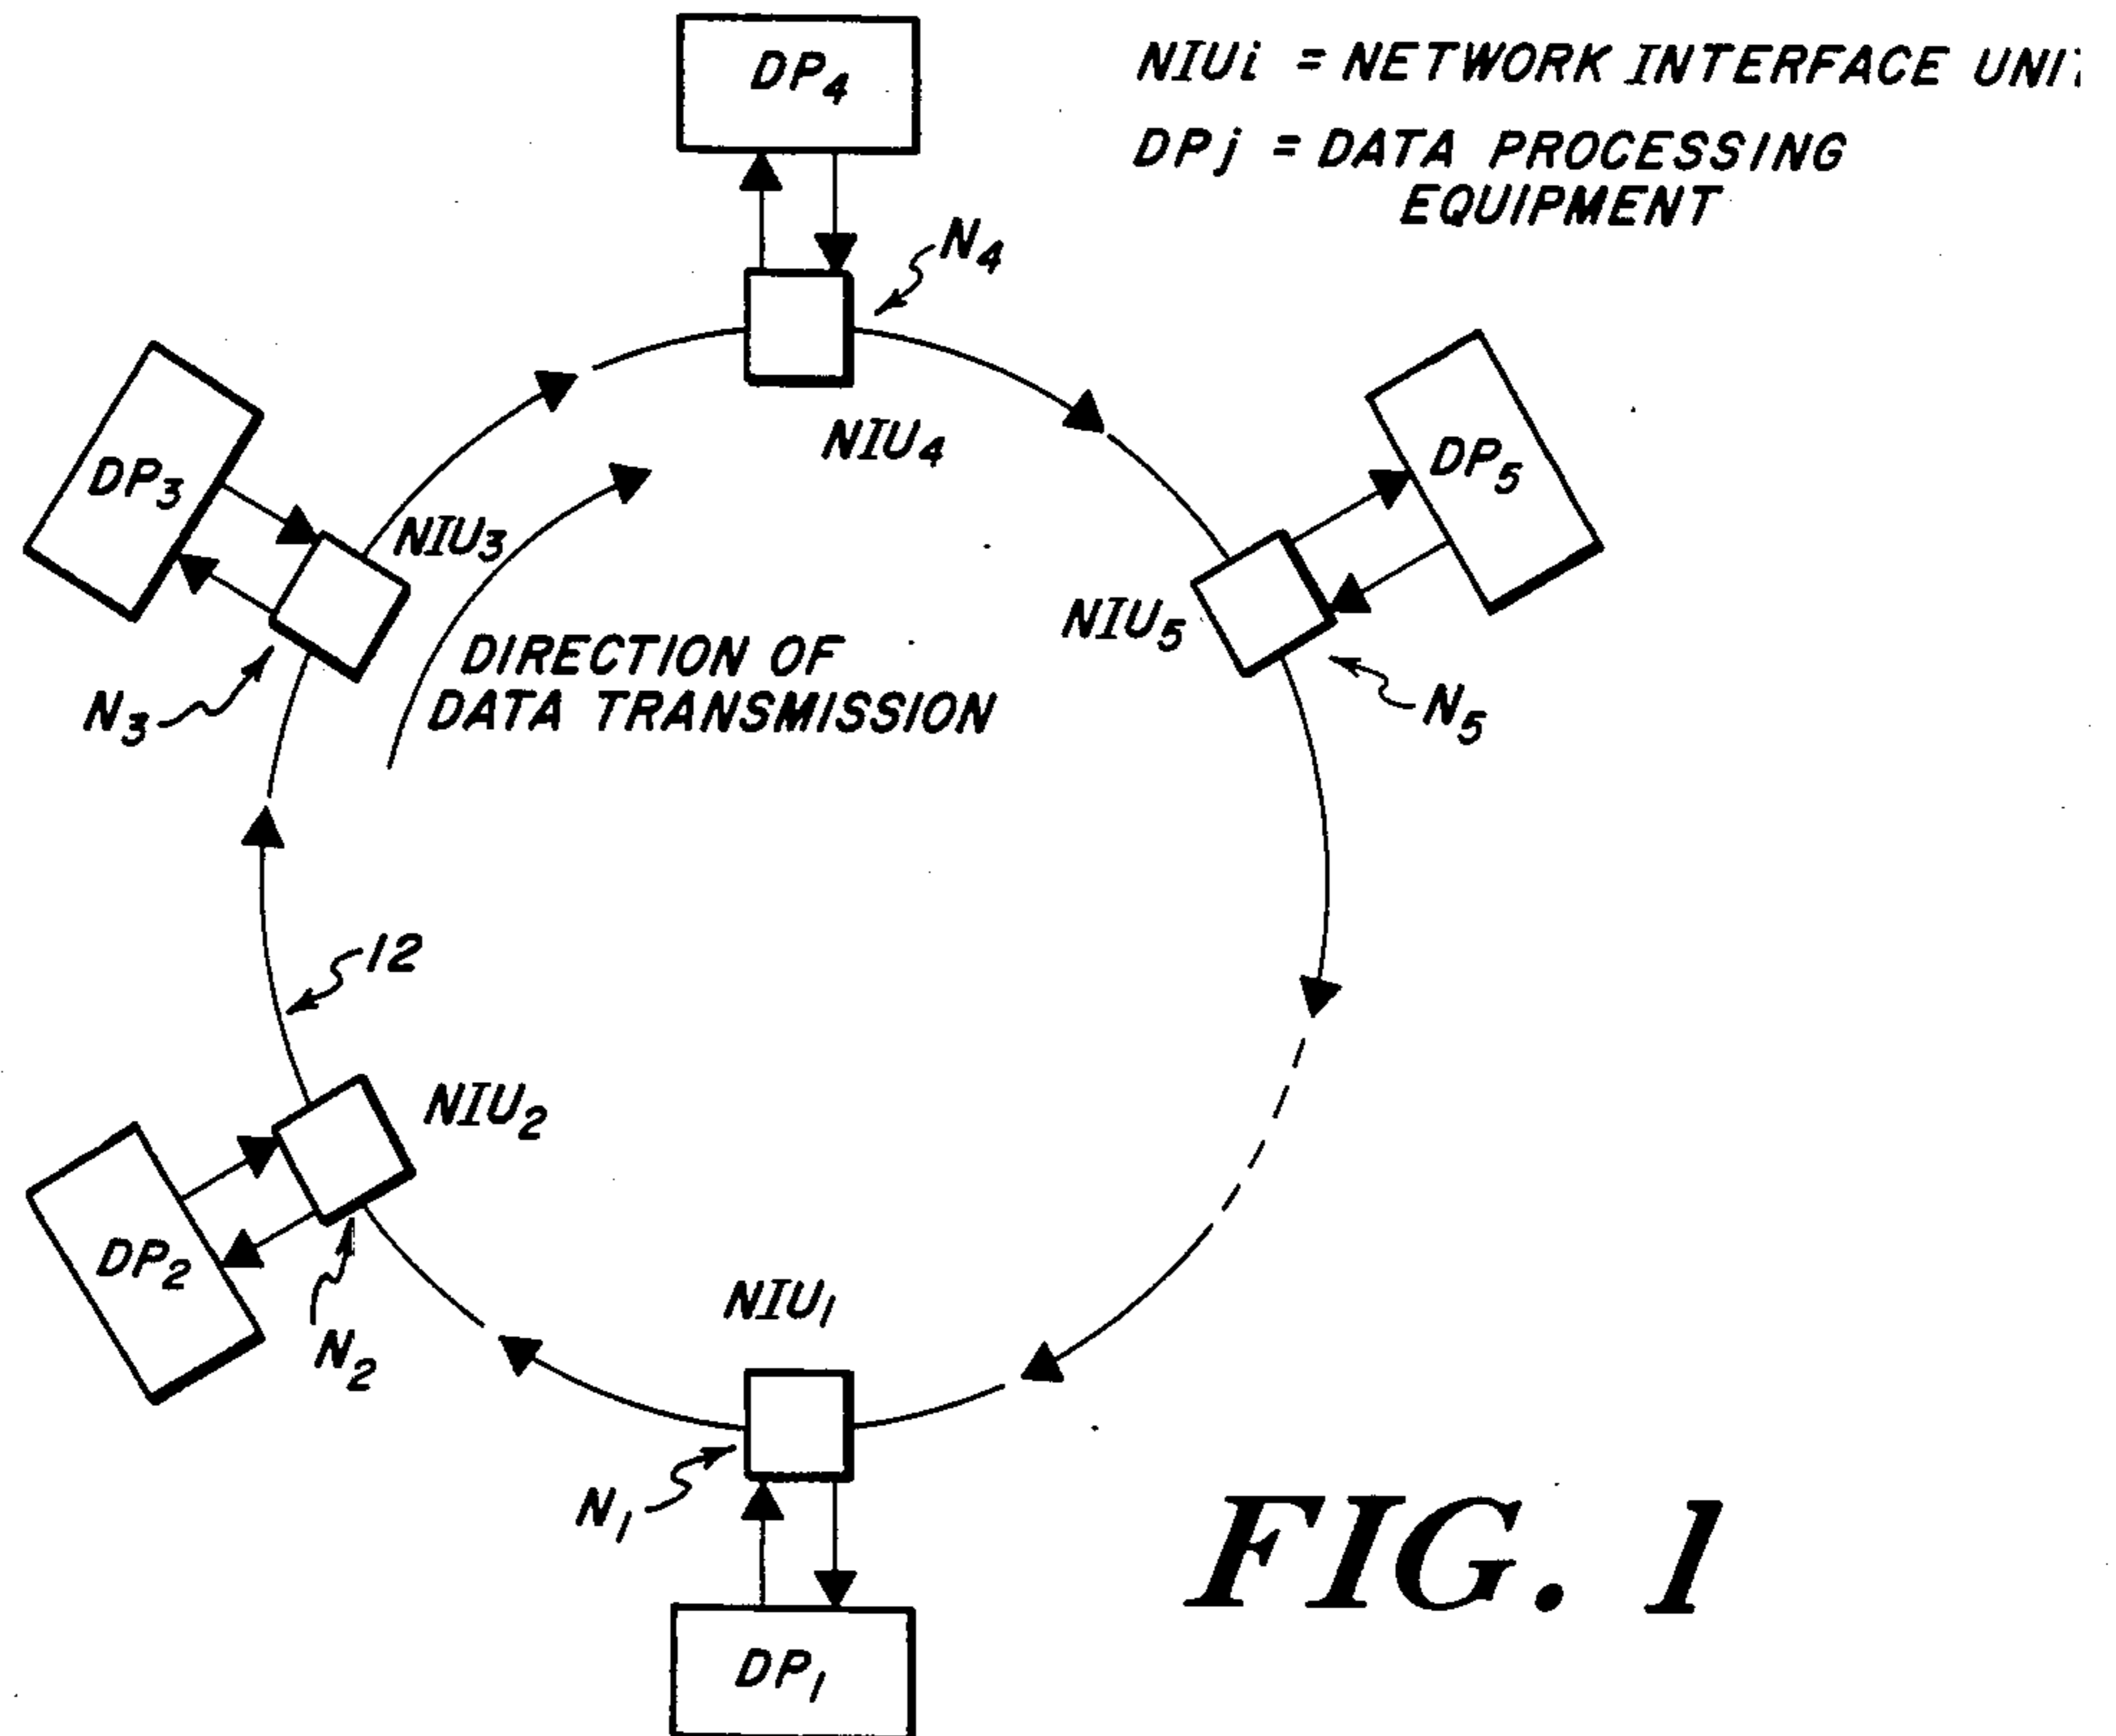 DP4
NIUi = NETWORK INTERFACE
DPj = DATA PROCESSING
EQUIPMENT
N4
NIU4
DP3
DP5
NIU3
NIU5
DIRECTION OF
DATA TRANSMISSION
N3
N5
12
NIU2
DP2
NIU1
N2
N1
FIG. 1
DP1